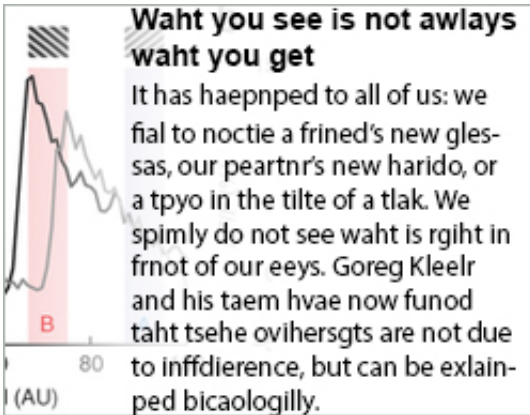 Waht you see is not awlays
waht you get
It has haepnped to all of us: we
fial to noctie a frined's new gles-
sas, our peartnr's new harido, or
a tpyo in the tilte of a tlak. We
spimly do not see waht is rgiht in
frnot of our eeys. Goreg Kleelr
and his taem hvae now funod
taht tsehe ovihersgts are not due
to inffdierence, but can be exlain-
ped bicaologilly.
B
80
(AU)